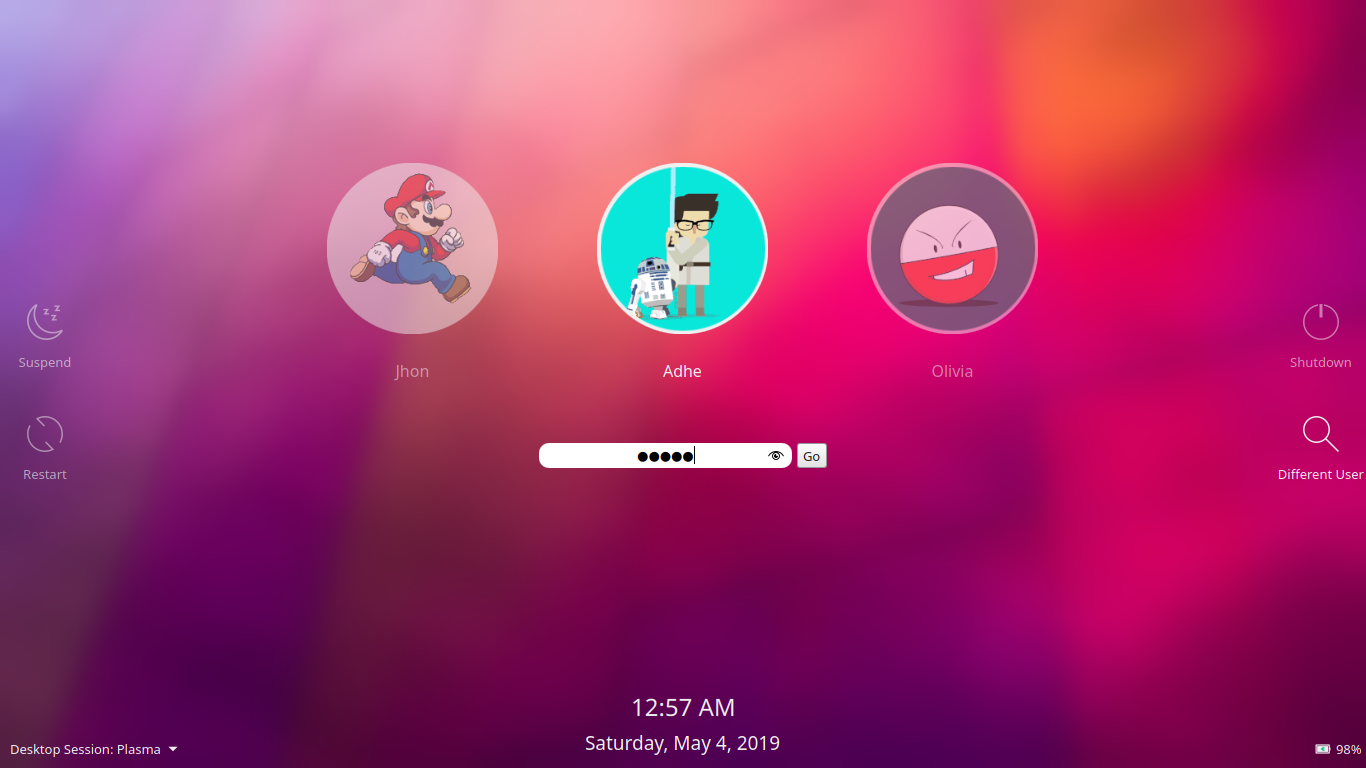 Jhon
Adhe
Olivia
Suspend
Shutdown
●●●●● Go
Restart
Different User
12:57 AM
Saturday, May 4, 2019
Desktop Session: Plasma
98%